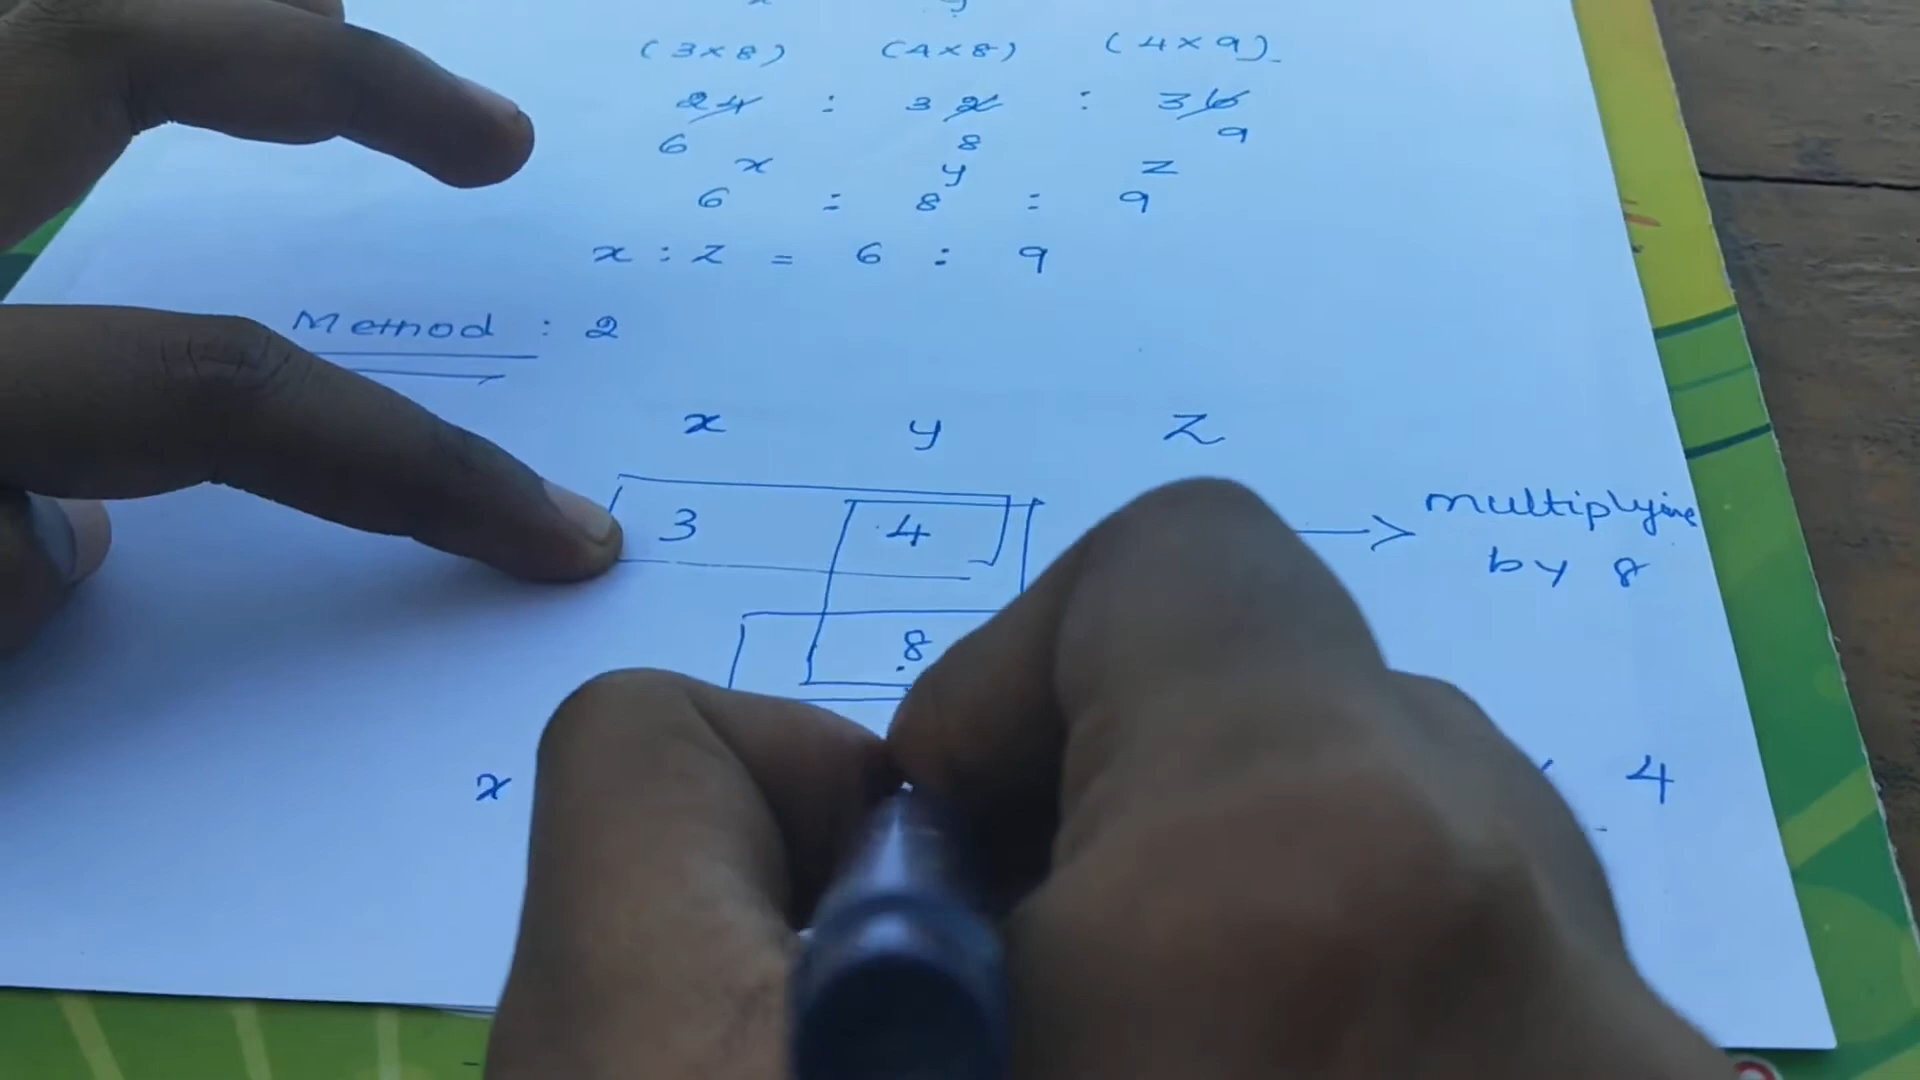 (3×8) (4×8) (4×9)
24 : 32 : 36
6 8 9
x y z
6 : 8 : 9
x : z = 6 : 9
Method : 2
x y z
3 4
multiplying
by 8
8
x 4